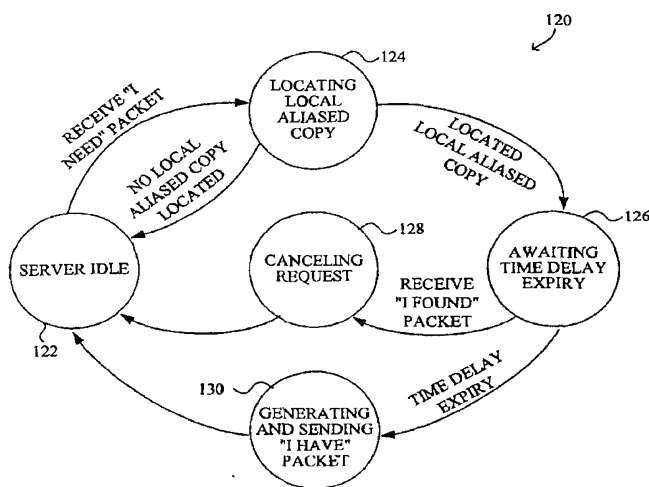 120
124
LOCATING
LOCAL
ALIASED
COPY
RECEIVE "I
NEED" PACKET
NO LOCAL
ALIASED COPY
LOCATED
LOCATED
LOCAL ALIASED
COPY
128
126
SERVER IDLE
122
CANCELING
REQUEST
AWAITING
TIME DELAY
EXPIRY
RECEIVE
"I FOUND"
PACKET
TIME DELAY
EXPIRY
130
GENERATING
AND SENDING
"I HAVE"
PACKET